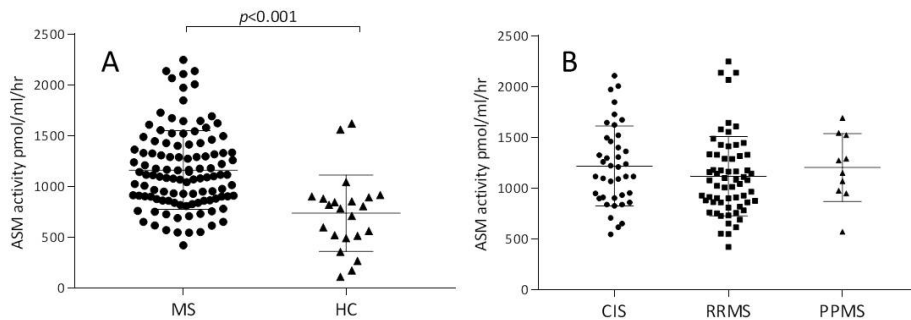 p<0.001
A
ASM activity pmol/ml/hr
2500
2000
1500
1000
500
0
MS HC
B
ASM activity pmol/ml/hr
2500
2000
1500
1000
500
0
CIS RRMS PPMS